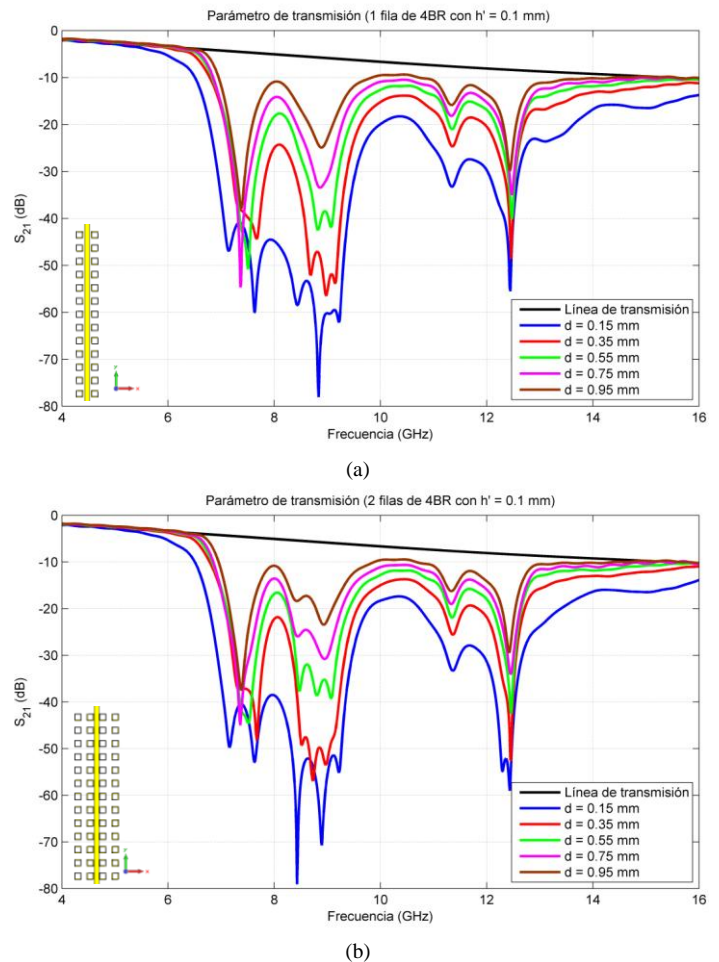 Parámetro de transmisión (1 fila de 4BR con h' = 0.1 mm)
0
-10
-20
-30
-40
-50
-60
-70
-80
S21 (dB)
Línea de transmisión
d = 0.15 mm
d = 0.35 mm
d = 0.55 mm
d = 0.75 mm
d = 0.95 mm
4 6 8 10 12 14 16
Frecuencia (GHz)
(a)
Parámetro de transmisión (2 filas de 4BR con h' = 0.1 mm)
0
-10
-20
-30
-40
-50
-60
-70
-80
S21 (dB)
Línea de transmisión
d = 0.15 mm
d = 0.35 mm
d = 0.55 mm
d = 0.75 mm
d = 0.95 mm
4 6 8 10 12 14 16
Frecuencia (GHz)
(b)